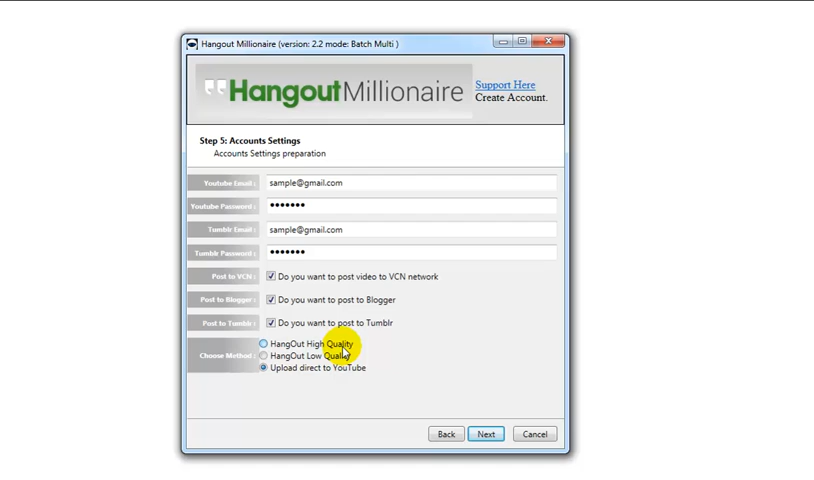 Hangout Millionaire (version: 2.2 mode: Batch Multi )
HangoutMillionaire
Support Here
Create Account.
Step 5: Accounts Settings
Accounts Settings preparation
Youtube Email : sample@gmail.com
Youtube Password : •••••••
Tumblr Email : sample@gmail.com
Tumblr Password : •••••••
Post to VCN : Do you want to post video to VCN network
Post to Blogger : Do you want to post to Blogger
Post to Tumblr : Do you want to post to Tumblr
HangOut High Quality
Choose Method : HangOut Low Quality
Upload direct to YouTube
Back Next Cancel